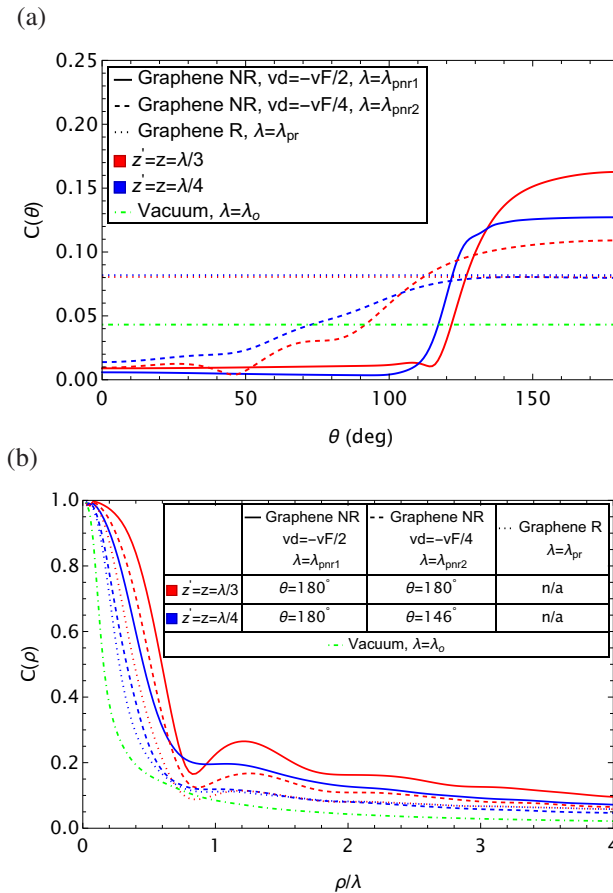 (a)
0.25
0.20
0.15
0.10
0.05
0.00
C(θ)
Graphene NR, vd=−vF/2, λ=λpnr1
Graphene NR, vd=−vF/4, λ=λpnr2
Graphene R, λ=λpr
z'=z=λ/3
z'=z=λ/4
Vacuum, λ=λo
0 50 100 150
θ (deg)
(b)
1.0
0.8
0.6
0.4
0.2
0.0
C(ρ)
Graphene NR vd=−vF/2 λ=λpnr1
Graphene NR vd=−vF/4 λ=λpnr2
Graphene R λ=λpr
z'=z=λ/3 θ=180° θ=180° n/a
z'=z=λ/4 θ=180° θ=146° n/a
Vacuum, λ=λo
0 1 2 3 4
ρ/λ